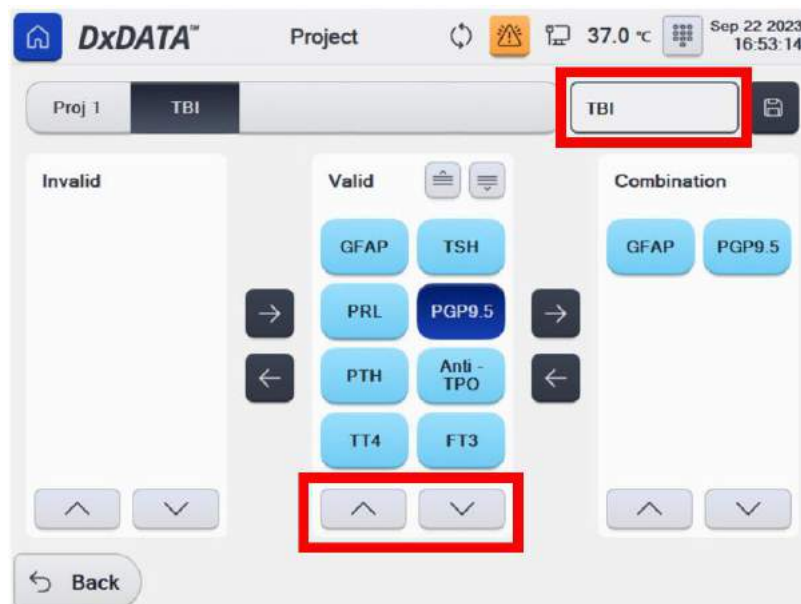 DxDATA™ Project 37.0 ℃ Sep 22 2023
16:53:14
Proj 1 TBI TBI
Invalid Valid Combination
GFAP TSH GFAP PGP9.5
PRL PGP9.5
PTH Anti -
TPO
TT4 FT3
Back